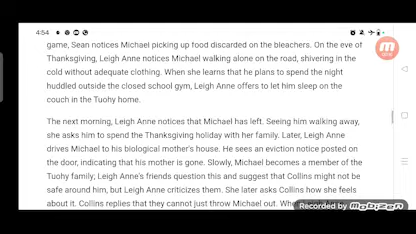 4:54
game, Sean notices Michael picking up food discarded on the bleachers. On the eve of
Thanksgiving, Leigh Anne notices Michael walking alone on the road, shivering in the
cold without adequate clothing. When she learns that he plans to spend the night
huddled outside the closed school gym, Leigh Anne offers to let him sleep on the
couch in the Tuohy home.
The next morning, Leigh Anne notices that Michael has left. Seeing him walking away,
she asks him to spend the Thanksgiving holiday with her family. Later, Leigh Anne
drives Michael to his biological mother's house. He sees an eviction notice posted on
the door, indicating that his mother is gone. Slowly, Michael becomes a member of the
Tuohy family; Leigh Anne's friends question this and suggest that Collins might not be
safe around him, but Leigh Anne criticizes them. She later asks Collins how she feels
about it. Collins replies that they cannot just throw Michael out.
Recorded by Mobizen